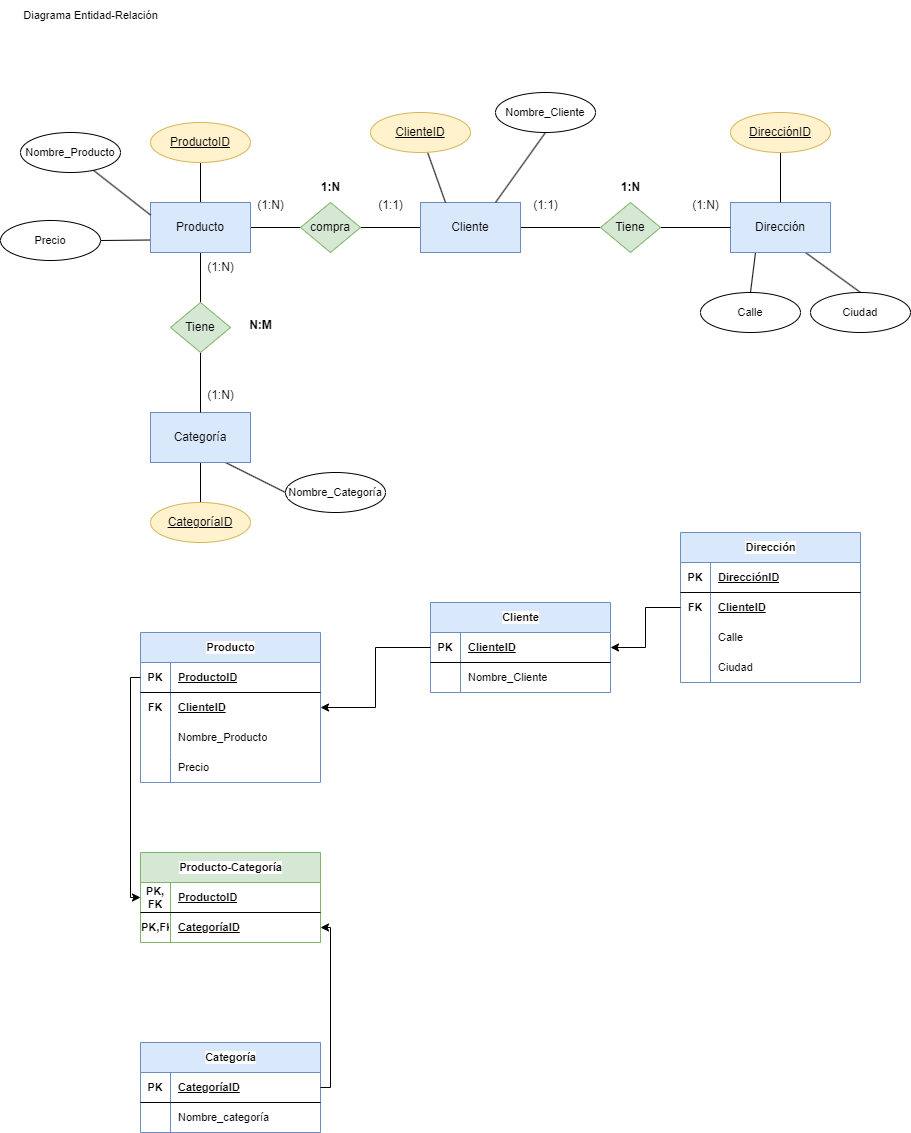 Diagrama Entidad-Relación
Nombre_Cliente
ClienteID
DirecciónID
ProductoID
Nombre_Producto
1:N
1:N
(1:N)
(1:1)
(1:1)
(1:N)
Producto
compra
Cliente
Tiene
Dirección
Precio
(1:N)
Calle
Ciudad
Tiene
N:M
(1:N)
Categoría
Nombre_Categoría
CategoríaID
Dirección
PK DirecciónID
FK ClienteID
Calle
Ciudad
Cliente
PK ClienteID
Nombre_Cliente
Producto
PK ProductoID
FK ClienteID
Nombre_Producto
Precio
Producto-Categoría
PK,
FK ProductoID
PK,FK CategoríaID
Categoría
PK CategoríaID
Nombre_categoría